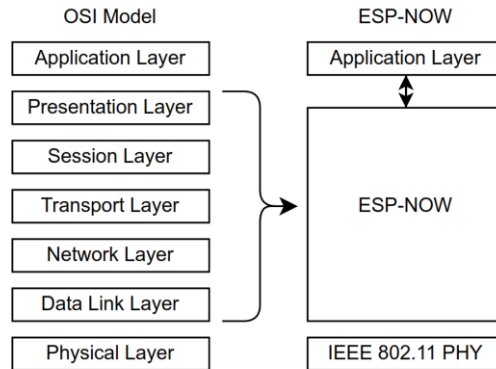 OSI Model
Application Layer
Presentation Layer
Session Layer
Transport Layer
Network Layer
Data Link Layer
Physical Layer
ESP-NOW
Application Layer
ESP-NOW
IEEE 802.11 PHY